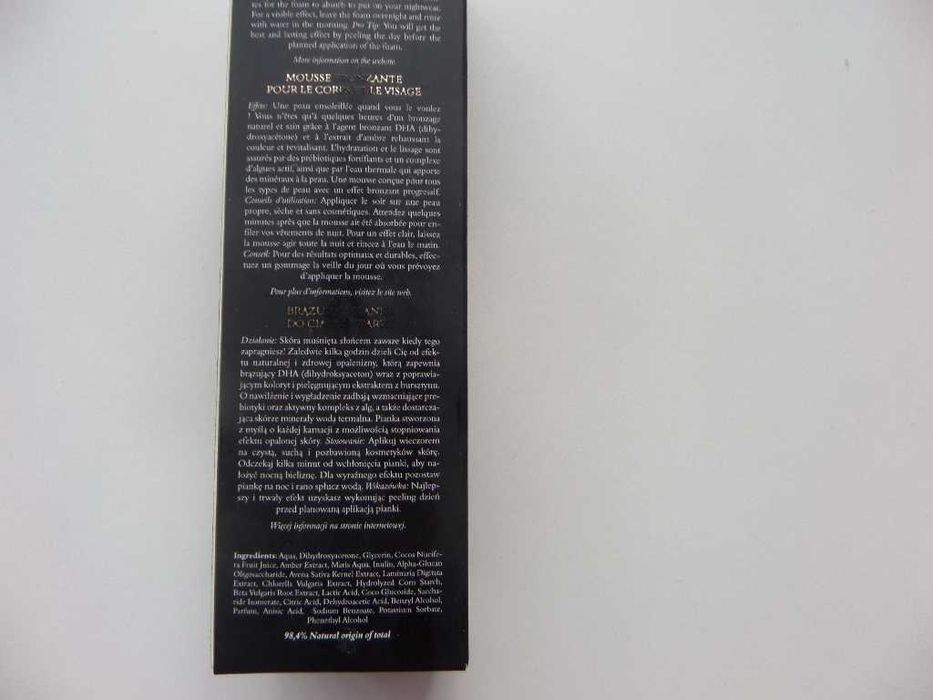 tes for the foam to absorb to put on your nightwear.
For a visible effect, leave the foam overnight and rinse
with water in the morning. Pro Tip: You will get the
best and lasting effect by peeling the day before the
planned application of the foam.
More information on the website.
MOUSSE
POUR LE LE VISAGE
Effet: Une peau ensoleillée quand vous le voulez
! Vous n'êtes qu'à quelques heures d'un bronzage
naturel et sain grâce à l'agent bronzant DHA (dihy-
droxyacétone) et à l'extrait d'ambre rehaussant la
couleur et revitalisant. L'hydratation et le lissage sont
assurés par des prébiotiques fortifiants et un complexe
d'algues actif, ainsi que par l'eau thermale qui apporte
des minéraux à la peau. Une mousse conçue pour tous
les types de peau avec un effet bronzant progressif.
Conseils d'utilisation: Appliquer le soir sur une peau
propre, sèche et sans cosmétiques. Attendez quelques
minutes après que la mousse ait été absorbée pour en-
filer vos vêtements de nuit. Pour un effet clair, laissez
la mousse agir toute la nuit et rincez à l'eau le matin.
Conseil: Pour des résultats optimaux et durables, effec-
tuez un gommage la veille du jour où vous prévoyez
d'appliquer la mousse.
Pour plus d'informations, visitez le site web.
DO
Działanie: Skóra muśnięta słońcem zawsze kiedy tego
zapragniesz! Zaledwie kilka godzin dzieli Cię od efek-
tu naturalnej i zdrowej opalenizny, którą zapewnia
brązujący DHA (dihydroksyaceton) wraz z poprawia-
jącym koloryt i pielęgnującym ekstraktem z bursztynu.
O nawilżenie i wygładzenie zadbają wzmacniające pre-
biotyki oraz aktywny kompleks z alg, a także dostarcza-
jąca skórze minerały woda termalna. Pianka stworzona
z myślą o każdej karnacji z możliwością stopniowania
efektu opalonej skóry. Stosowanie: Aplikuj wieczorem
na czystą, suchą i pozbawioną kosmetyków skórę.
Odczekaj kilka minut od wchłonięcia pianki, aby na-
łożyć nocną bieliznę. Dla wyraźnego efektu pozostaw
piankę na noc i rano spłucz wodą. Wskazówka: Najlep-
szy i trwały efekt uzyskasz wykonując peeling dzień
przed planowaną aplikacją pianki.
Więcej informacji na stronie internetowej.
Ingredients: Aqua, Dihydroxyacetone, Glycerin, Cocos Nucife-
ra Fruit Juice, Amber Extract, Maris Aqua, Inulin, Alpha-Glucan
Oligosaccharide, Avena Sativa Kernel Extract, Laminaria Digitata
Extract, Chlorella Vulgaris Extract, Hydrolyzed Corn Starch,
Beta Vulgaris Root Extract, Lactic Acid, Coco Glucoside, Saccha-
ride Isomerate, Citric Acid, Dehydroacetic Acid, Benzyl Alcohol,
Parfum, Anisic Acid, Sodium Benzoate, Potassium Sorbate,
Phenethyl Alcohol
98,4% Natural origin of total